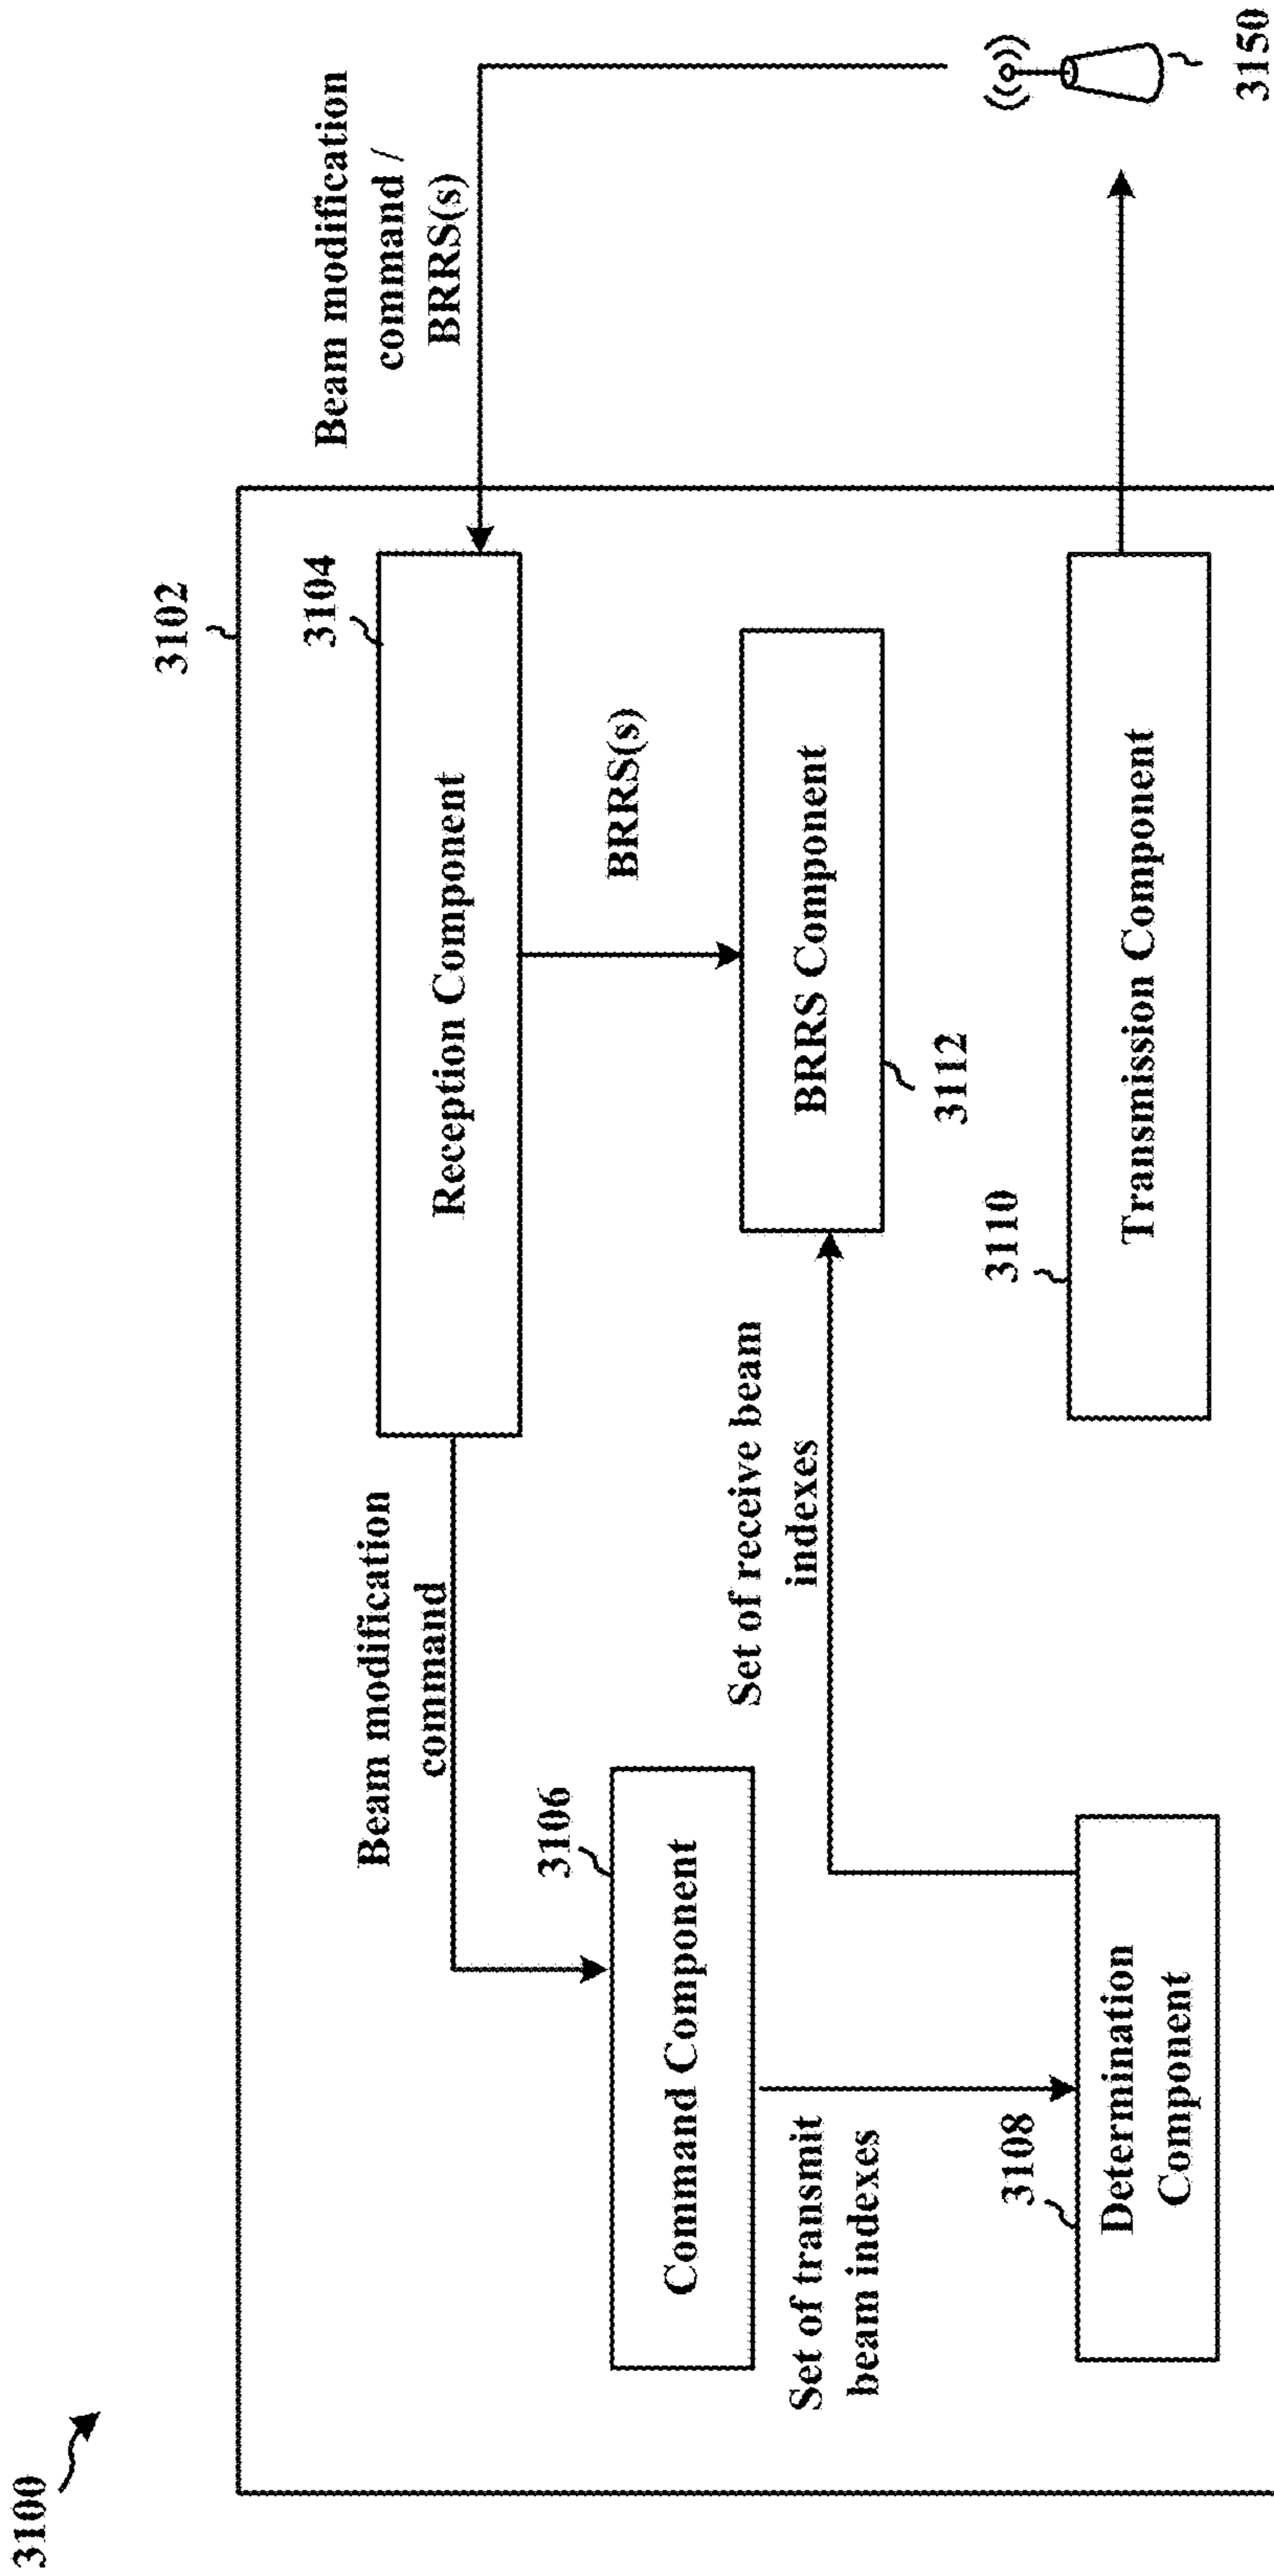 3100
3102
3104
Reception Component
Beam modification
command /
BRRS(s)
Beam modification
command
BRRS(s)
3106
Command Component
Set of receive beam
indexes
BRRS Component
3112
Set of transmit
beam indexes
3108
Determination
Component
3110
Transmission Component
3150